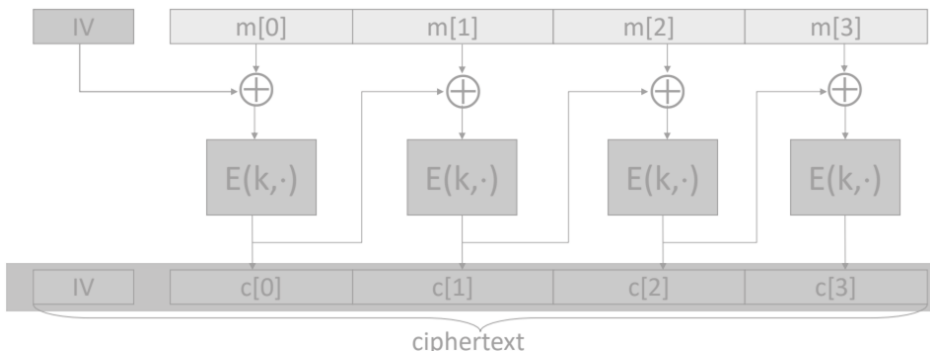 IV m[0] m[1] m[2] m[3]
E(k,·) E(k,·) E(k,·) E(k,·)
IV c[0] c[1] c[2] c[3]
ciphertext